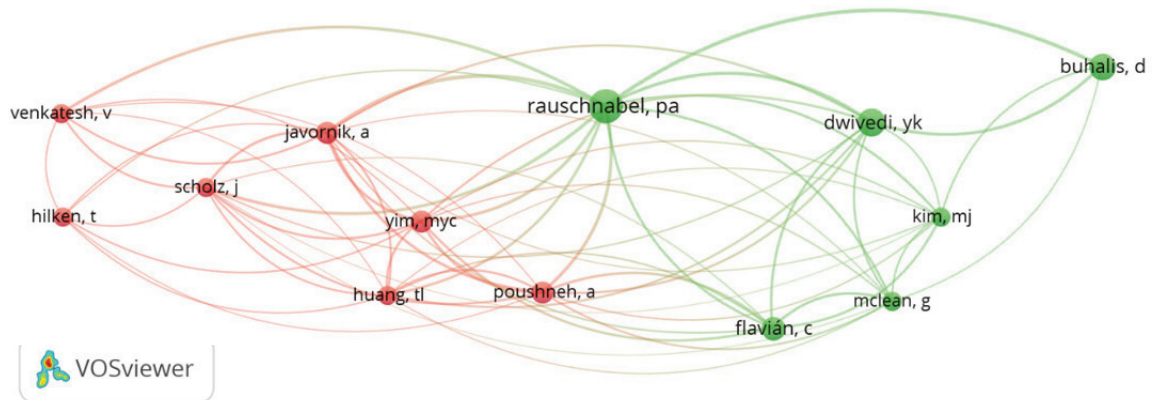 buhalis, d
rauschnabel, pa
venkatesh, v
dwivedi, yk
javornik, a
scholz, j
hilken, t
yim, myc
kim, mj
huang, tl
poushneh, a
mclean, g
flavián, c
VOSviewer